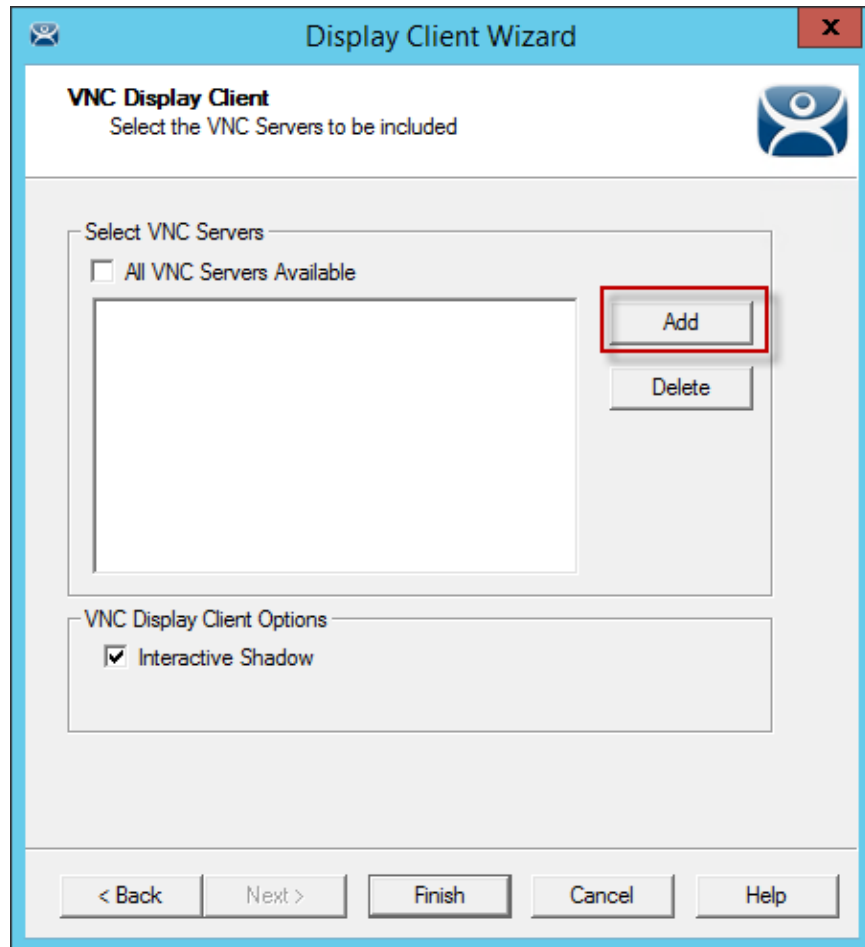 Display Client Wizard
x
VNC Display Client
Select the VNC Servers to be included
Select VNC Servers
All VNC Servers Available
Add
Delete
VNC Display Client Options
Interactive Shadow
< Back Next > Finish Cancel Help